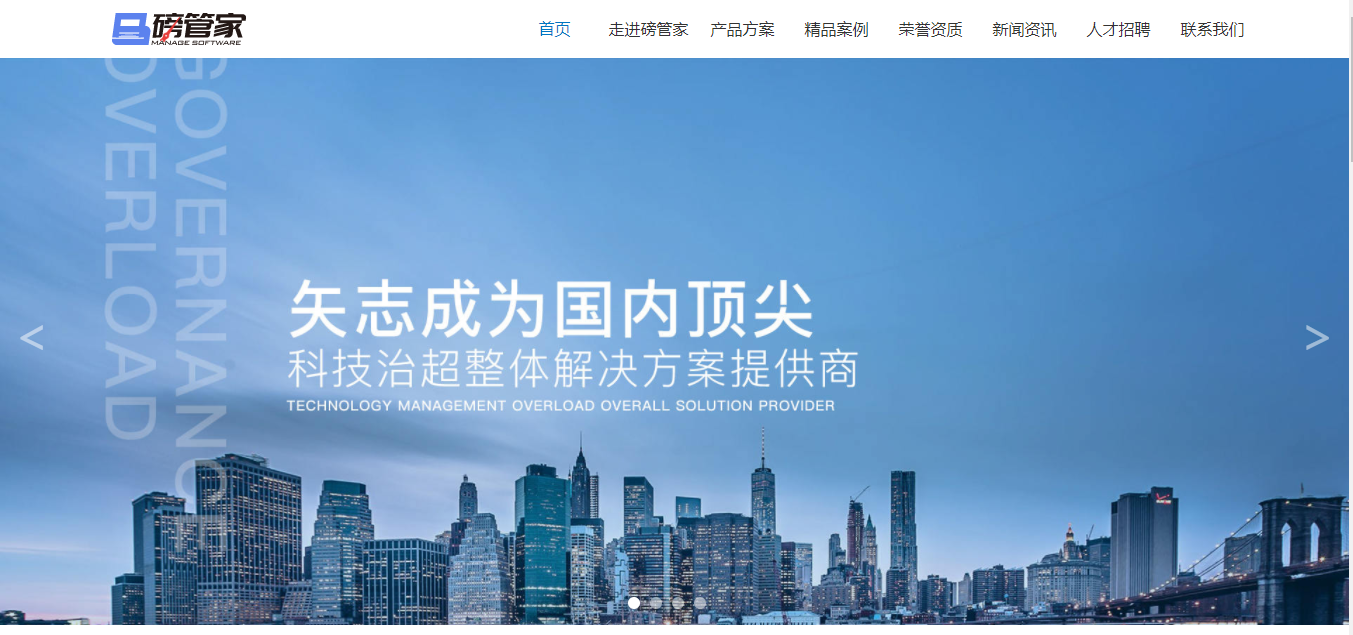 磅管家
MANAGE SOFTWARE
首页 走进磅管家 产品方案 精品案例 荣誉资质 新闻资讯 人才招聘 联系我们
GOVERNANC
OVERLOAD
矢志成为国内顶尖
科技治超整体解决方案提供商
TECHNOLOGY MANAGEMENT OVERLOAD OVERALL SOLUTION PROVIDER
< >